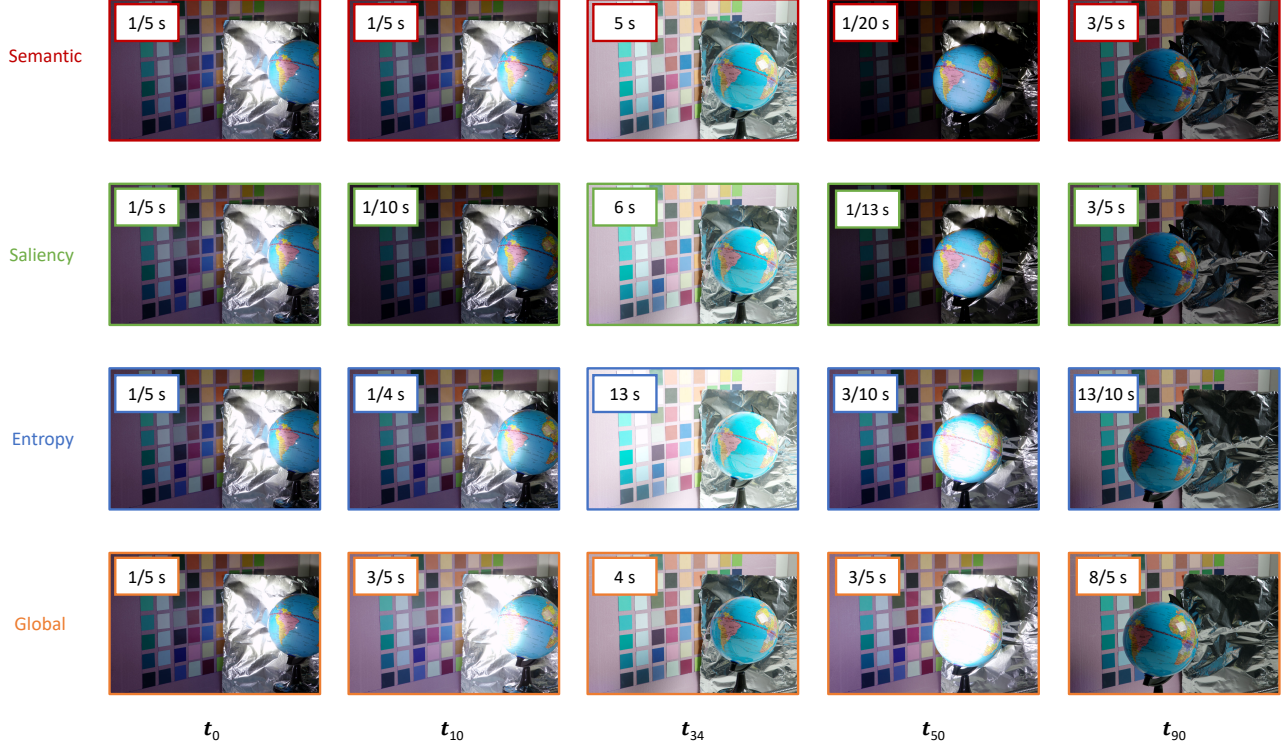 Semantic 1/5 s 1/5 s 5 s 1/20 s 3/5 s
Saliency 1/5 s 1/10 s 6 s 1/13 s 3/5 s
Entropy 1/5 s 1/4 s 13 s 3/10 s 13/10 s
Global 1/5 s 3/5 s 4 s 3/5 s 8/5 s
t0 t10 t34 t50 t90